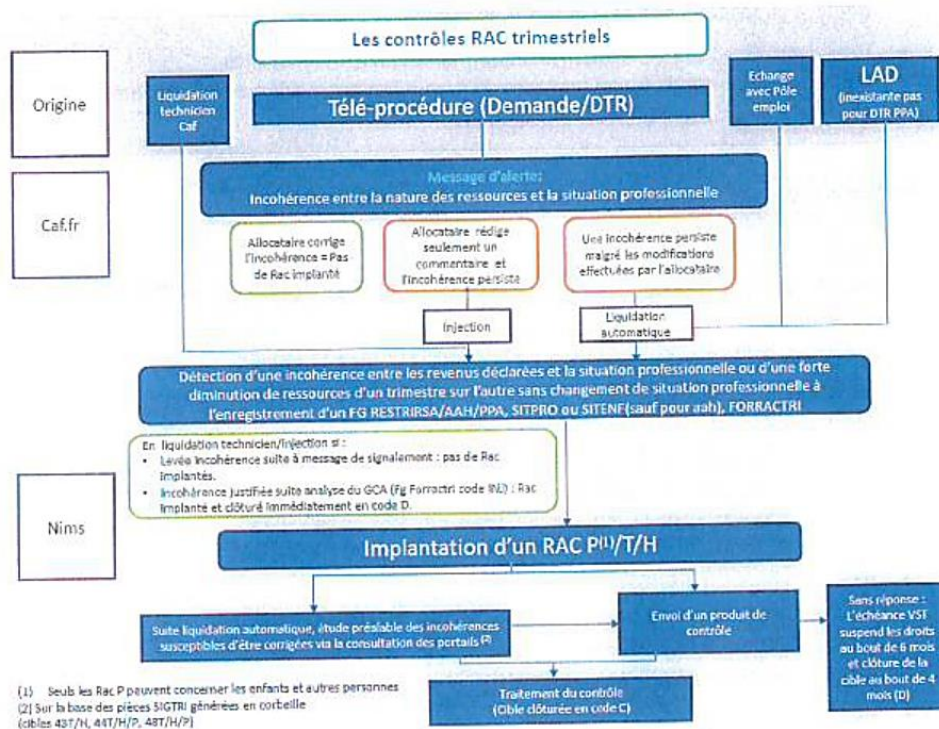 Les contrôles RAC trimestriels
Origine
Liquidation
technicien
Caf
Télé-procédure (Demande/DTR)
Echange
avec Pôle
emploi
LAD
(inexistante pas
pour DTR PPA)
Caf.fr
Message d'alerte:
Incohérence entre la nature des ressources et la situation professionnelle
Allocataire corrige
l'incohérence = Pas
de Rac implanté
Allocataire rédige
seulement un
commentaire et
l'incohérence persiste
Une incohérence persiste
malgré les modifications
effectuées par l'allocataire
Injection
Liquidation
automatique
Détection d'une incohérence entre les revenus déclarées et la situation professionnelle ou d'une forte
diminution de ressources d'un trimestre sur l'autre sans changement de situation professionnelle à
l'enregistrement d'un FG RESTRIRSA/AAH/PPA, SITPRO ou SITENF(sauf pour aah), FORRACTRI
Nims
En liquidation technicien/injection si :
• Levée incohérence suite à message de signalement : pas de Rac
implantés.
• Incohérence justifiée suite analyse du GCA (Fg Forractri code INJ) : Rac
implanté et clôturé immédiatement en code D.
Implantation d'un RAC P(1)/T/H
Suite liquidation automatique, étude préalable des incohérences
susceptibles d'être corrigées via la consultation des portails (2)
Envoi d'un produit de
contrôle
Sans réponse :
L'échéance VST
suspend les droits
au bout de 6 mois
et clôture de la
cible au bout de 4
mois (D)
Traitement du contrôle
(Cible clôturée en code C)
(1) Seuls les Rac P peuvent concerner les enfants et autres personnes
(2) Sur la base des pièces SIGTRI générées en corbeille
(cibles 43T/H, 44T/H/P, 48T/H/P)